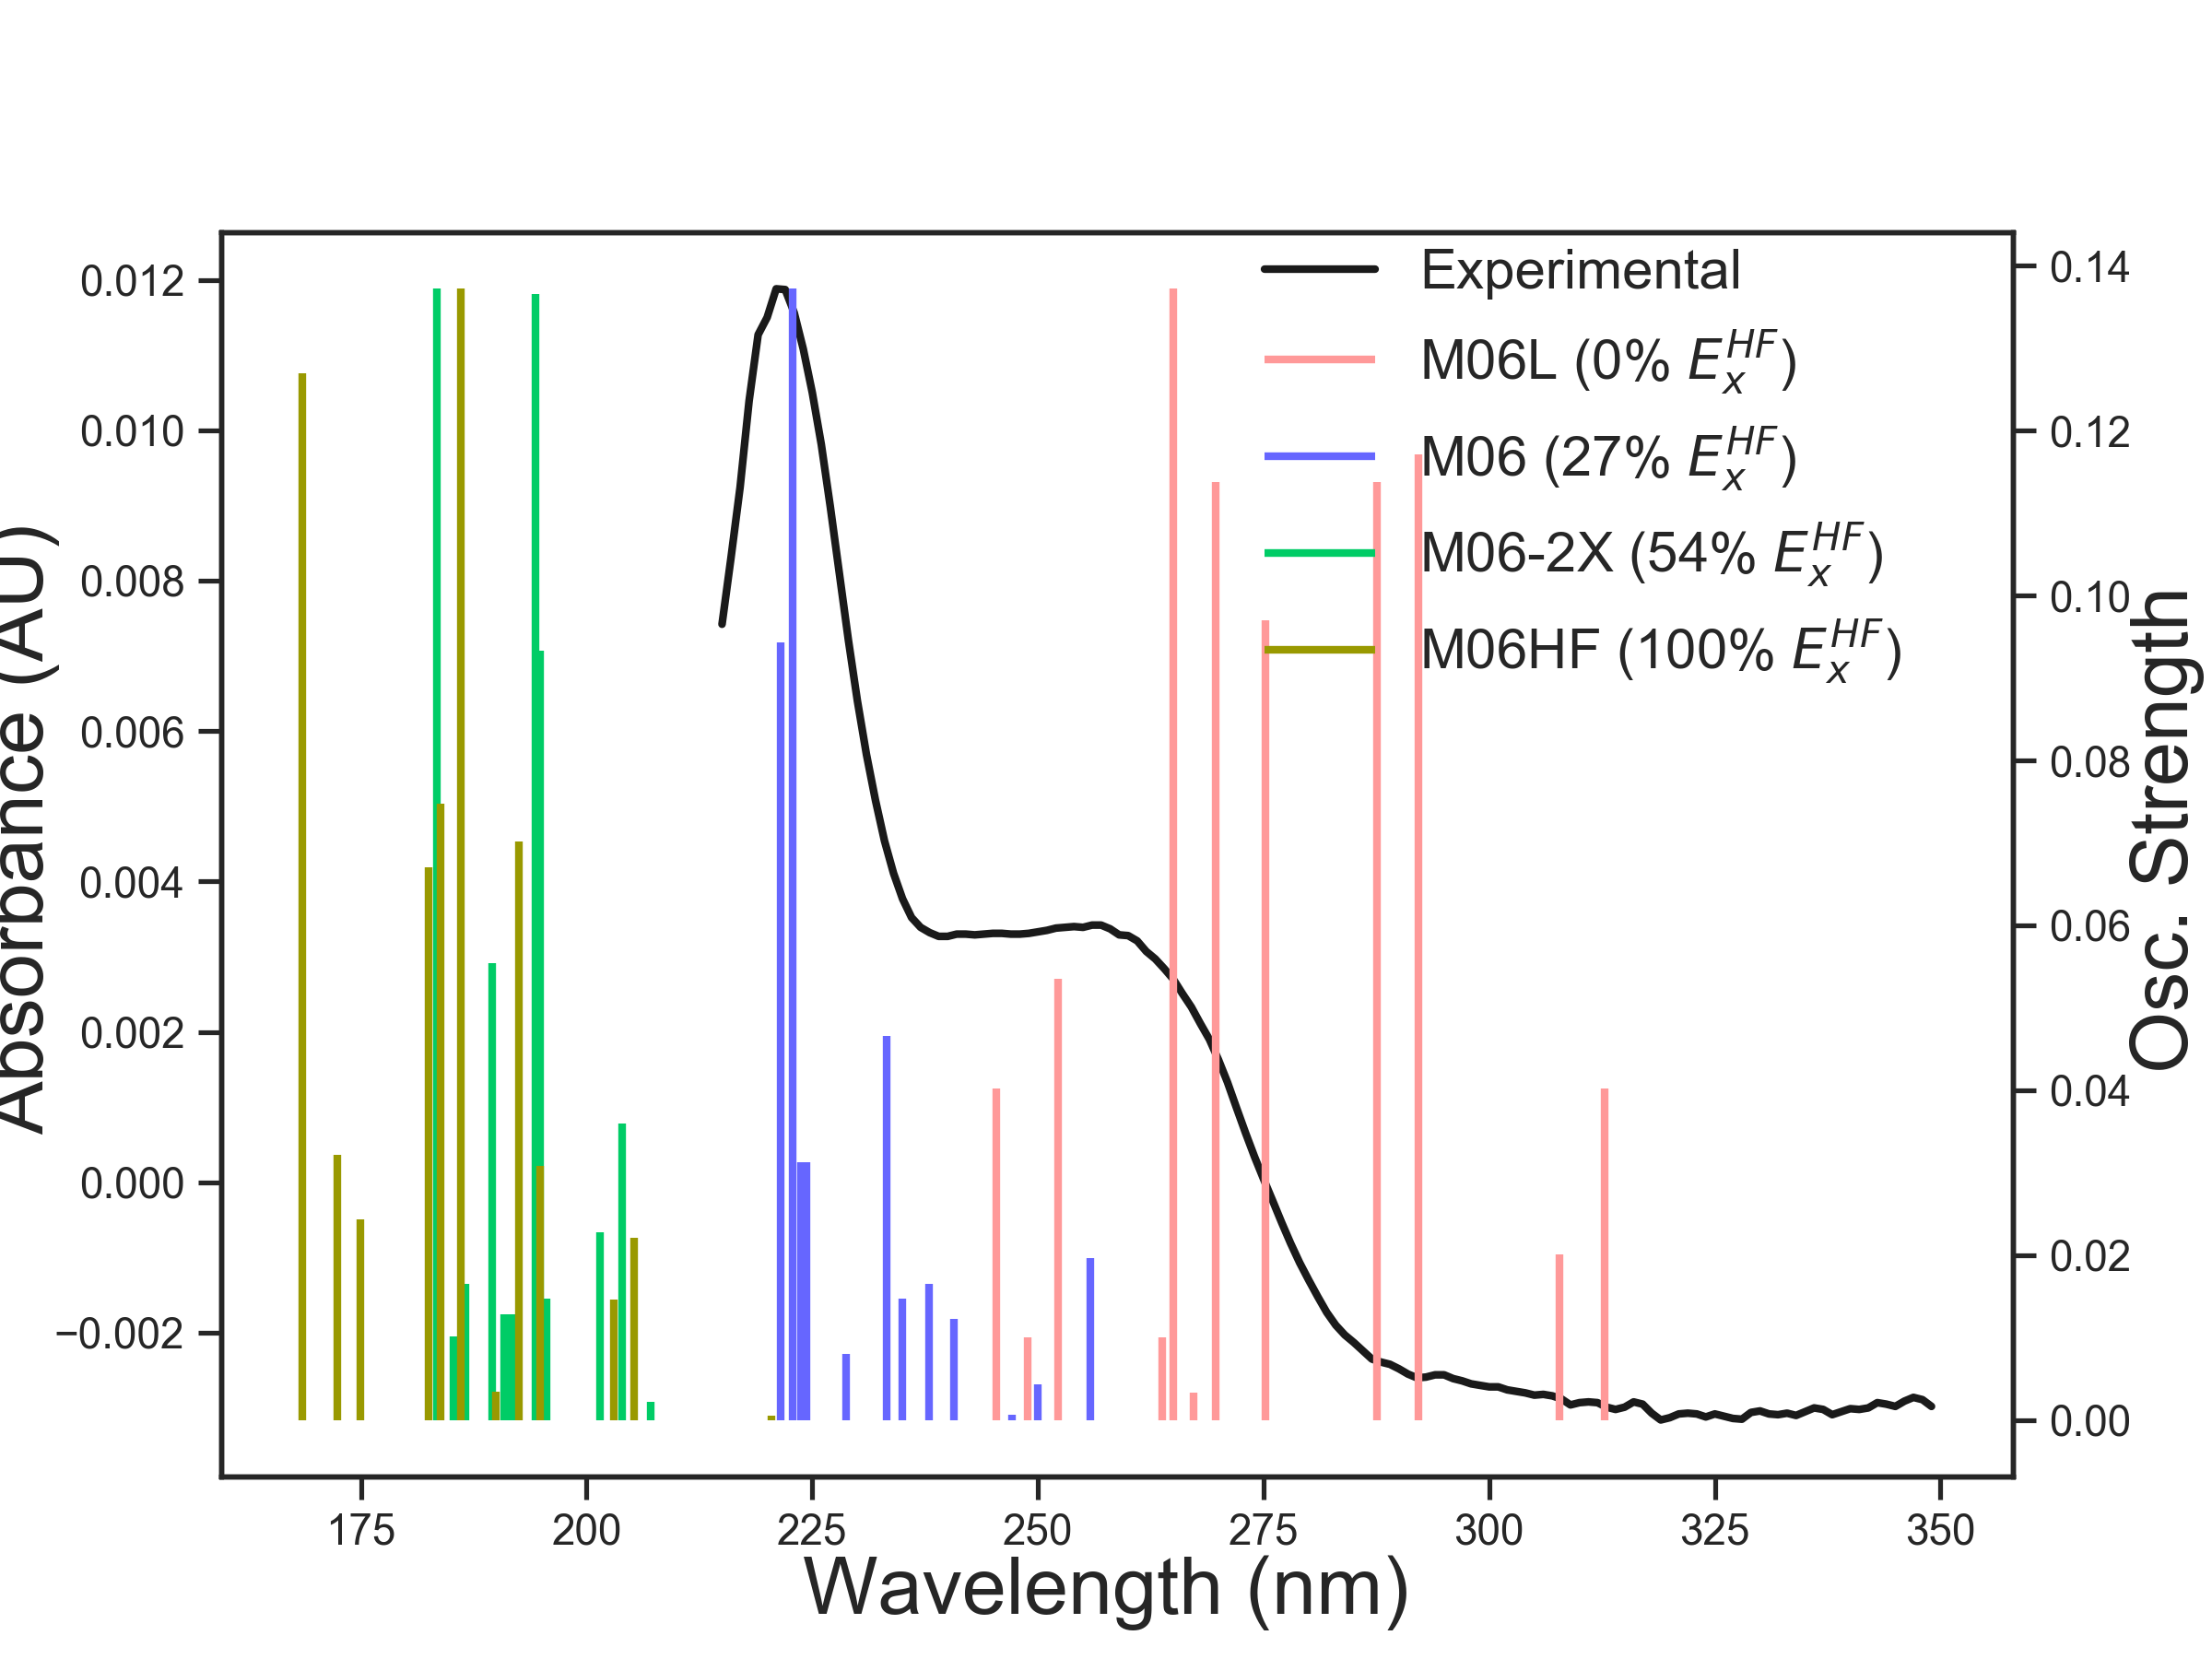 Experimental
M06L (0% E_x^HF)
M06 (27% E_x^HF)
M06-2X (54% E_x^HF)
M06HF (100% E_x^HF)
Absorbance (AU)
0.012
0.010
0.008
0.006
0.004
0.002
0.000
−0.002
0.14
0.12
0.10
0.08
0.06
0.04
0.02
0.00
Osc. Strength
175 200 225 250 275 300 325 350
Wavelength (nm)